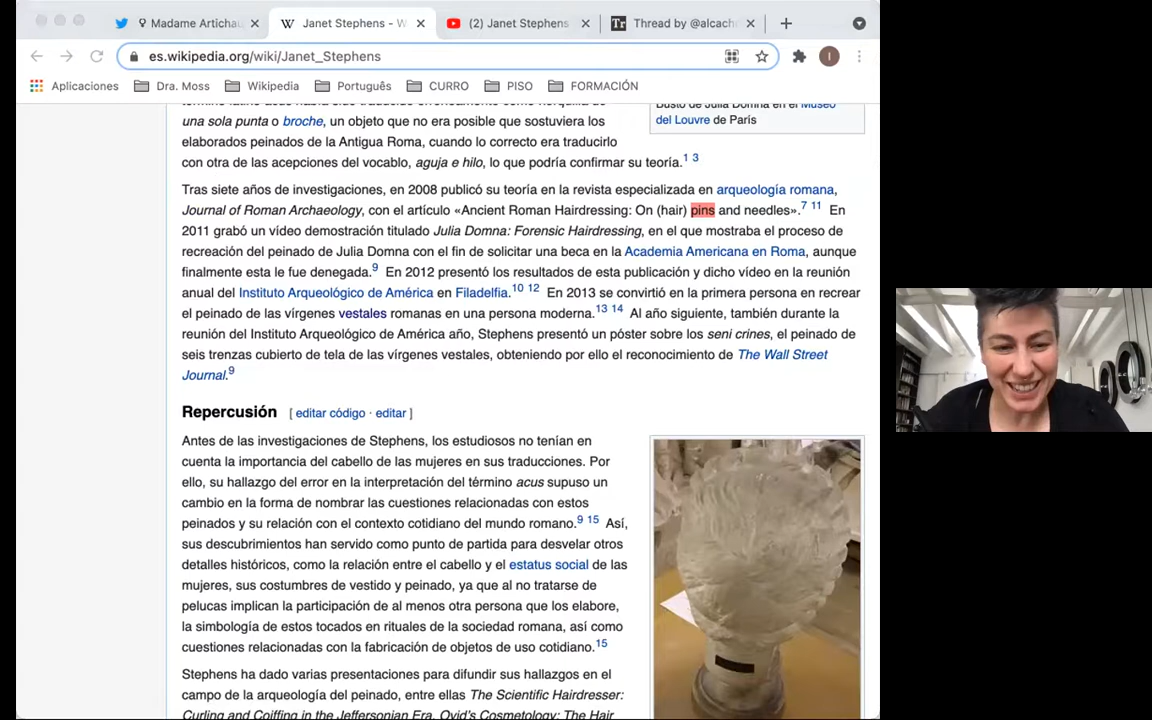 Madame Artichau
Janet Stephens - W
(2) Janet Stephens
Thread by @alcach
es.wikipedia.org/wiki/Janet_Stephens
Aplicaciones
Dra. Moss
Wikipedia
Português
CURRO
PISO
FORMACIÓN
una sola punta o broche, un objeto que no era posible que sostuviera los
elaborados peinados de la Antigua Roma, cuando lo correcto era traducirlo
con otra de las acepciones del vocablo, aguja e hilo, lo que podría confirmar su teoría.1 3
Busto de Julia Domna en el Museo
del Louvre de París
Tras siete años de investigaciones, en 2008 publicó su teoría en la revista especializada en arqueología romana,
Journal of Roman Archaeology, con el artículo «Ancient Roman Hairdressing: On (hair) pins and needles».7 11 En
2011 grabó un vídeo demostración titulado Julia Domna: Forensic Hairdressing, en el que mostraba el proceso de
recreación del peinado de Julia Domna con el fin de solicitar una beca en la Academia Americana en Roma, aunque
finalmente esta le fue denegada.9 En 2012 presentó los resultados de esta publicación y dicho vídeo en la reunión
anual del Instituto Arqueológico de América en Filadelfia.10 12 En 2013 se convirtió en la primera persona en recrear
el peinado de las vírgenes vestales romanas en una persona moderna.13 14 Al año siguiente, también durante la
reunión del Instituto Arqueológico de América año, Stephens presentó un póster sobre los seni crines, el peinado de
seis trenzas cubierto de tela de las vírgenes vestales, obteniendo por ello el reconocimiento de The Wall Street
Journal.9
Repercusión [ editar código · editar ]
Antes de las investigaciones de Stephens, los estudiosos no tenían en
cuenta la importancia del cabello de las mujeres en sus traducciones. Por
ello, su hallazgo del error en la interpretación del término acus supuso un
cambio en la forma de nombrar las cuestiones relacionadas con estos
peinados y su relación con el contexto cotidiano del mundo romano.9 15 Así,
sus descubrimientos han servido como punto de partida para desvelar otros
detalles históricos, como la relación entre el cabello y el estatus social de las
mujeres, sus costumbres de vestido y peinado, ya que al no tratarse de
pelucas implican la participación de al menos otra persona que los elabore,
la simbología de estos tocados en rituales de la sociedad romana, así como
cuestiones relacionadas con la fabricación de objetos de uso cotidiano.15
Stephens ha dado varias presentaciones para difundir sus hallazgos en el
campo de la arqueología del peinado, entre ellas The Scientific Hairdresser:
Curling and Coiffing in the Jeffersonian Era, Ovid's Cosmetology: The Hair